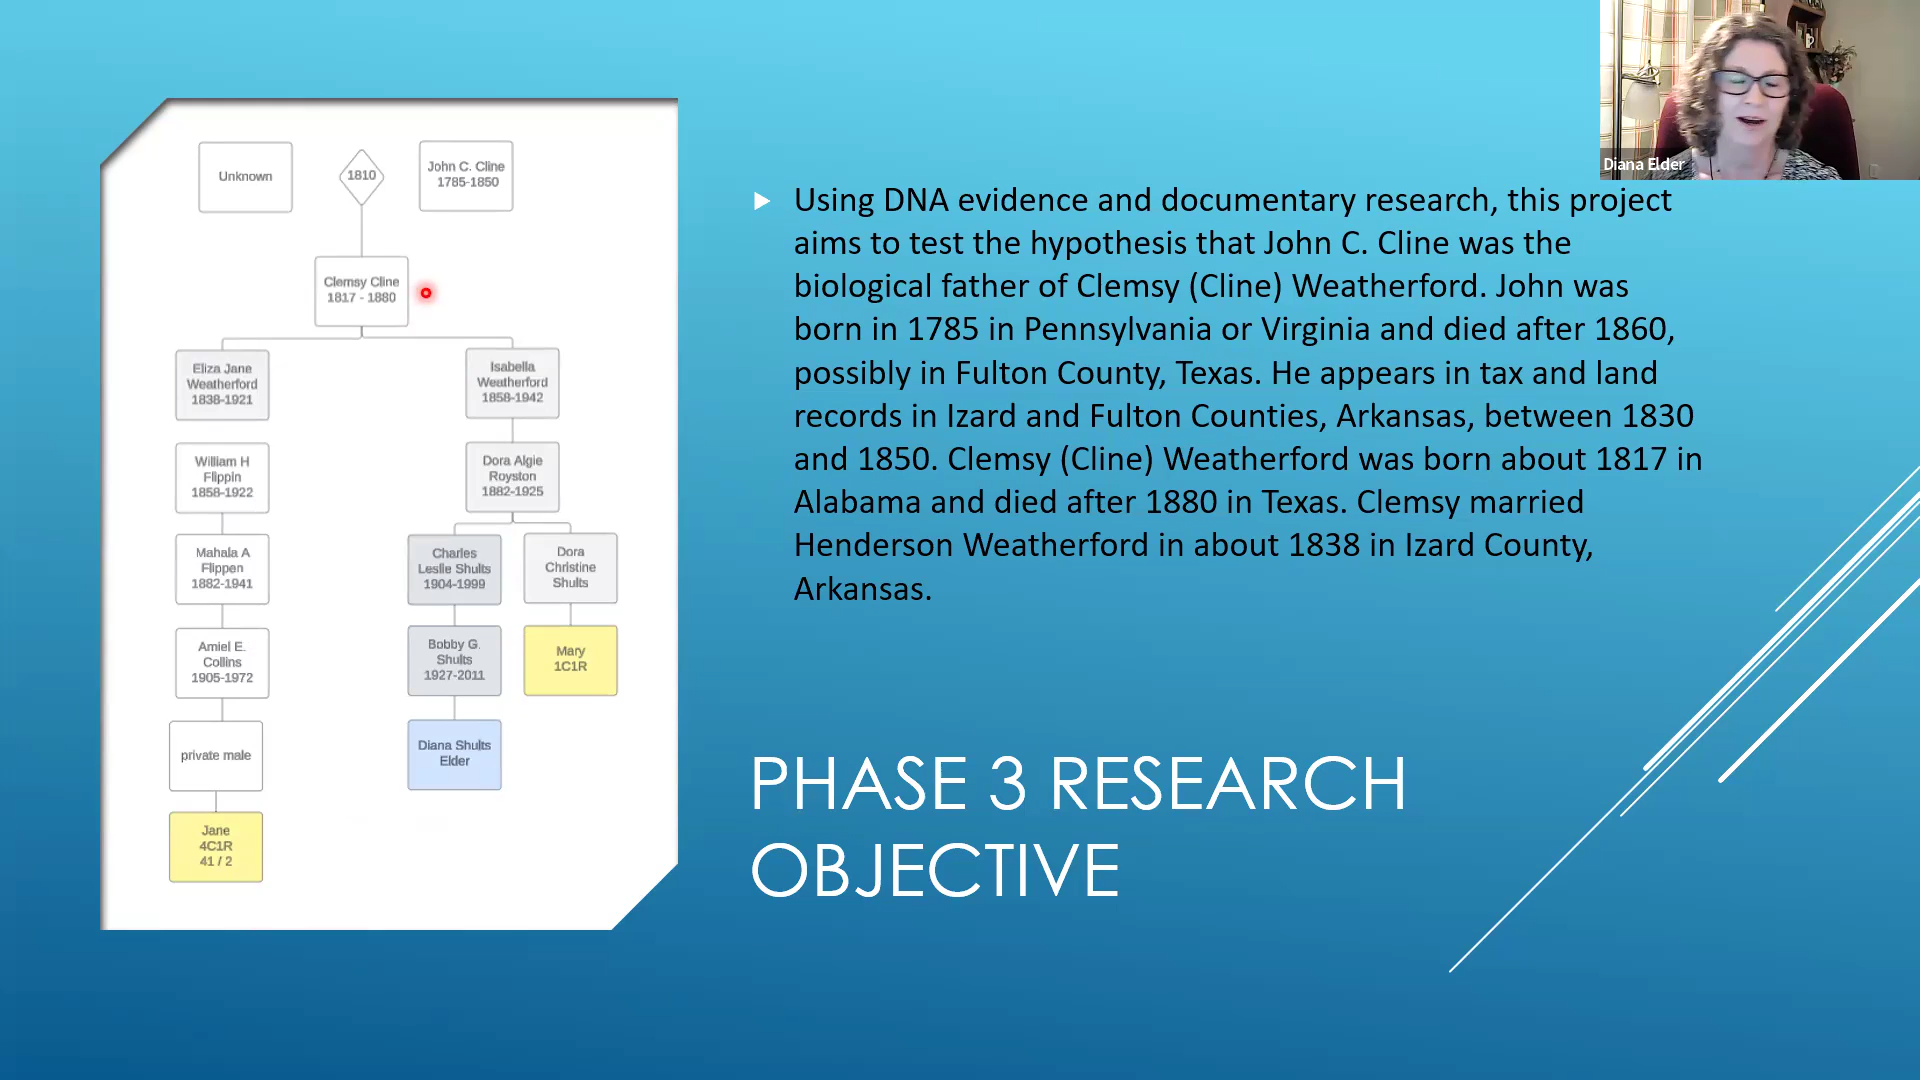 Unknown
1810
John C. Cline
1785-1850
Clemsy Cline
1817 - 1880
Eliza Jane
Weatherford
1838-1921
Isabella
Weatherford
1858-1942
William H
Flippin
1858-1922
Dora Algie
Royston
1882-1925
Mahala A
Flippen
1882-1941
Charles
Leslie Shults
1904-1999
Dora
Christine
Shults
Amiel E.
Collins
1905-1972
Bobby G.
Shults
1927-2011
Mary
1C1R
private male
Diana Shults
Elder
Jane
4C1R
41 / 2
Diana Elder
Using DNA evidence and documentary research, this project
aims to test the hypothesis that John C. Cline was the
biological father of Clemsy (Cline) Weatherford. John was
born in 1785 in Pennsylvania or Virginia and died after 1860,
possibly in Fulton County, Texas. He appears in tax and land
records in Izard and Fulton Counties, Arkansas, between 1830
and 1850. Clemsy (Cline) Weatherford was born about 1817 in
Alabama and died after 1880 in Texas. Clemsy married
Henderson Weatherford in about 1838 in Izard County,
Arkansas.
PHASE 3 RESEARCH
OBJECTIVE